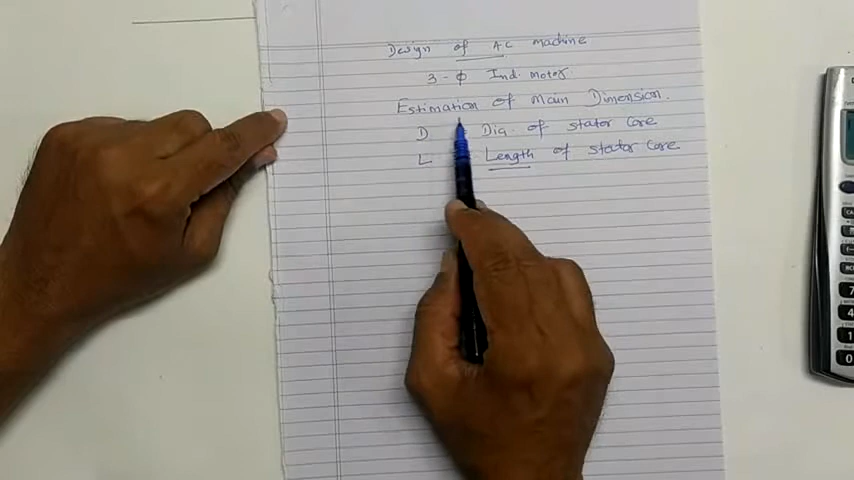 Design of AC machine
3-ϕ Ind. motor
Estimation of Main Dimension.
D Dia. of stator Core
L Length of stator Core